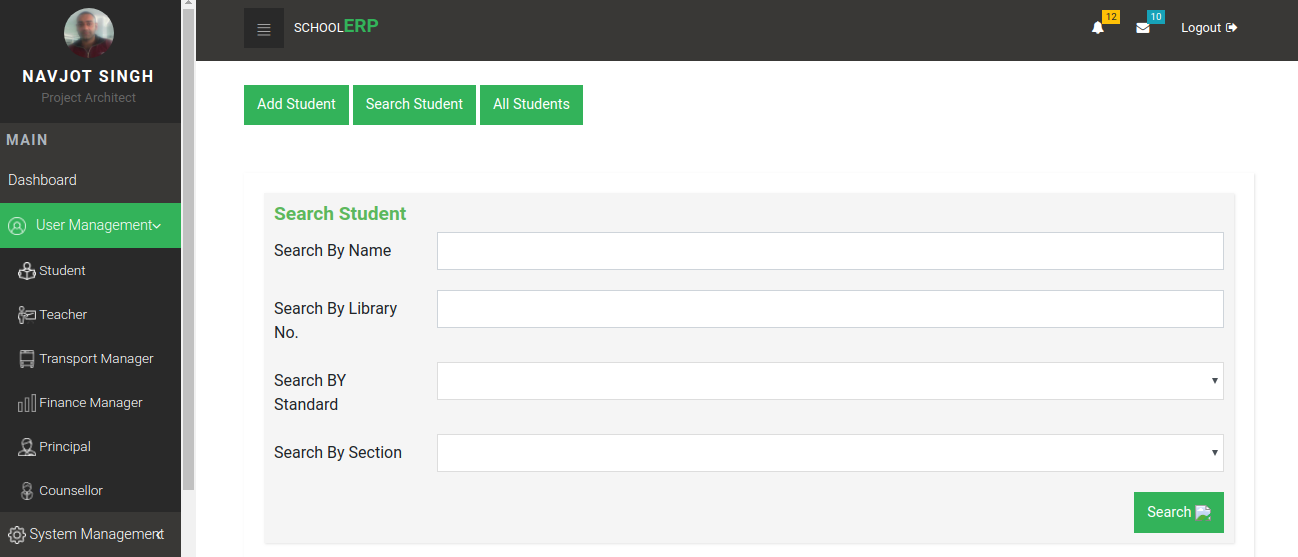 NAVJOT SINGH
Project Architect
MAIN
Dashboard
User Management
Student
Teacher
Transport Manager
Finance Manager
Principal
Counsellor
System Management
SCHOOLERP
12
10
Logout
Add Student
Search Student
All Students
Search Student
Search By Name
Search By Library
No.
Search BY
Standard
Search By Section
Search